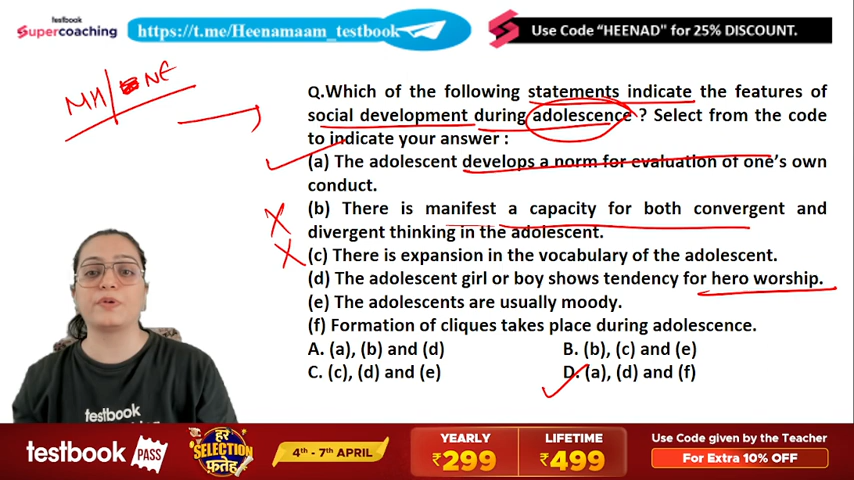 testbook
Supercoaching
https://t.me/Heenamaam_testbook
Use Code "HEENAD" for 25% DISCOUNT.
MH/ NE
Q.Which of the following statements indicate the features of
social development during adolescence ? Select from the code
to indicate your answer :
(a) The adolescent develops a norm for evaluation of one's own
conduct.
(b) There is manifest a capacity for both convergent and
divergent thinking in the adolescent.
(c) There is expansion in the vocabulary of the adolescent.
(d) The adolescent girl or boy shows tendency for hero worship.
(e) The adolescents are usually moody.
(f) Formation of cliques takes place during adolescence.
A. (a), (b) and (d)
B. (b), (c) and (e)
C. (c), (d) and (e)
D. (a), (d) and (f)
testbook
testbook PASS
हर
SELECTION
फतेह
4th - 7th APRIL
YEARLY
₹299
LIFETIME
₹499
Use Code given by the Teacher
For Extra 10% OFF